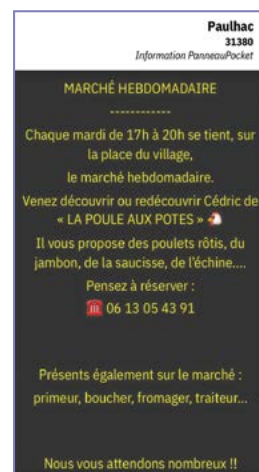 Paulhac
31380
Information PanneauPocket
MARCHÉ HEBDOMADAIRE
------------
Chaque mardi de 17h à 20h se tient, sur
la place du village,
le marché hebdomadaire.
Venez découvrir ou redécouvrir Cédric de
« LA POULE AUX POTES » 🐔
Il vous propose des poulets rôtis, du
jambon, de la saucisse, de l'échine....
Pensez à réserver :
☎️ 06 13 05 43 91
Présents également sur le marché :
primeur, boucher, fromager, traiteur...
Nous vous attendons nombreux !!